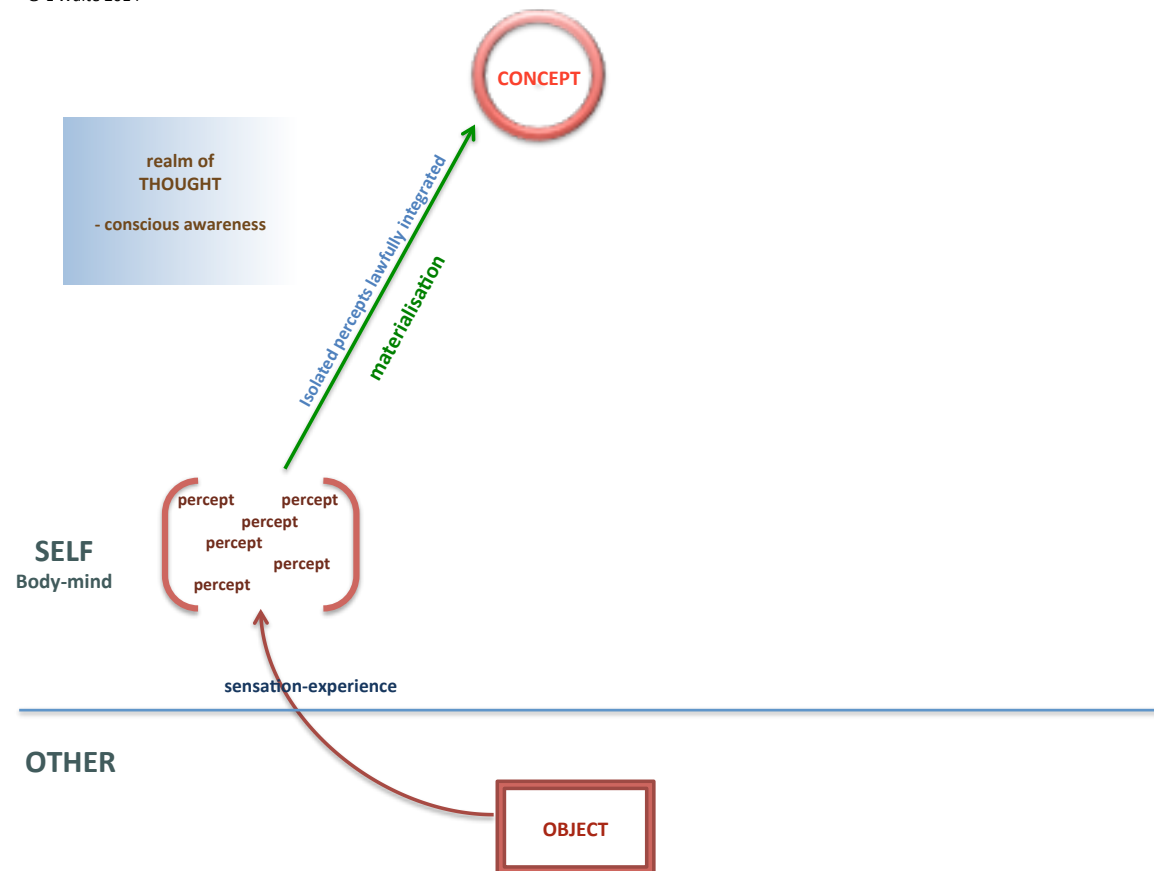 CONCEPT
realm of
THOUGHT
- conscious awareness
Isolated percepts lawfully integrated
materialisation
percept percept
percept
percept
percept
percept
SELF
Body-mind
sensation-experience
OTHER
OBJECT